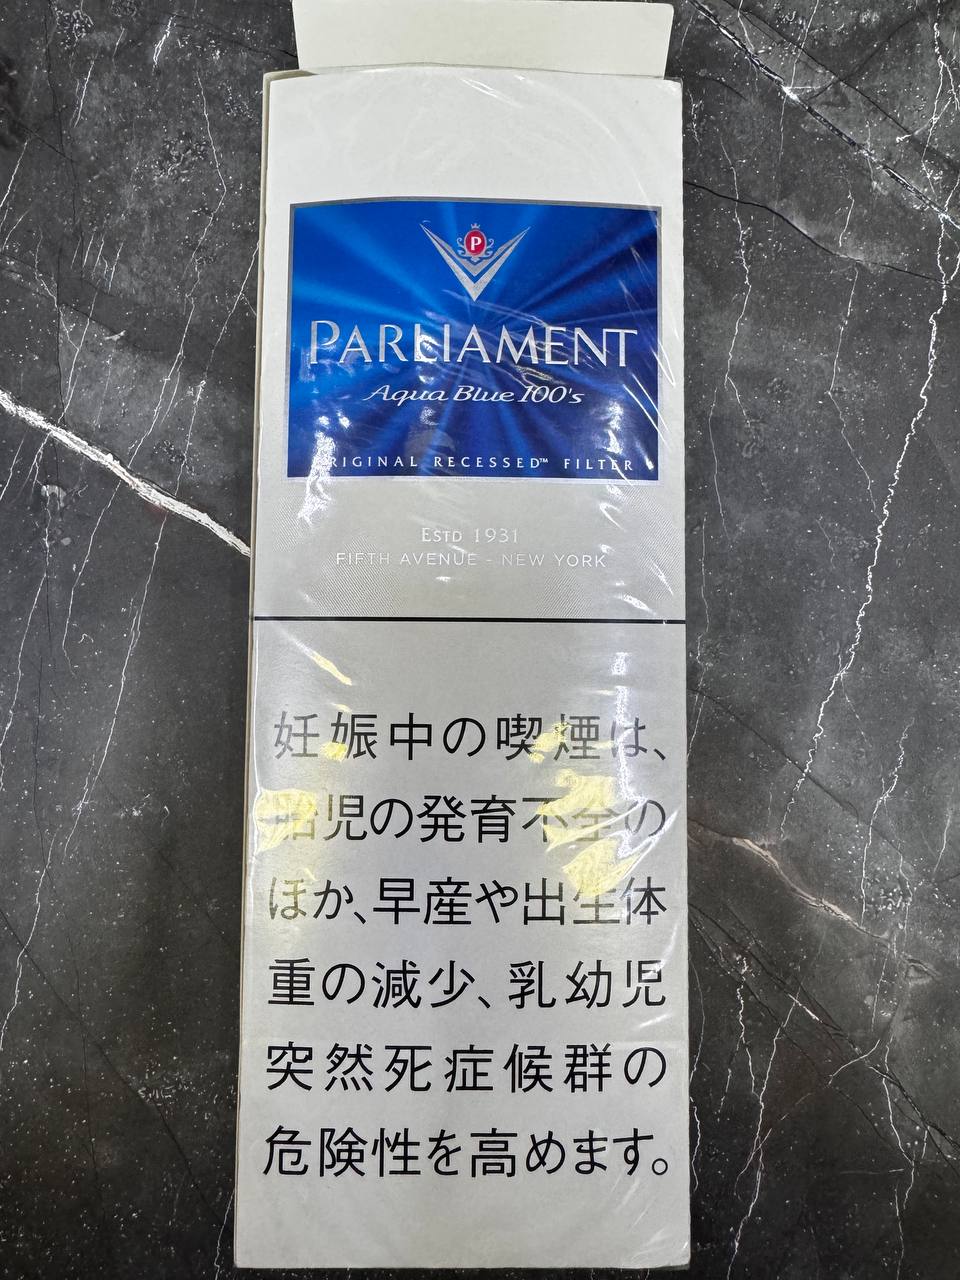 P
PARLIAMENT
Aqua Blue 100's
ORIGINAL RECESSED™ FILTER
ESTD 1931
FIFTH AVENUE - NEW YORK
妊娠中の喫煙は、
胎児の発育不全の
ほか、早産や出生体
重の減少、乳幼児
突然死症候群の
危険性を高めます。